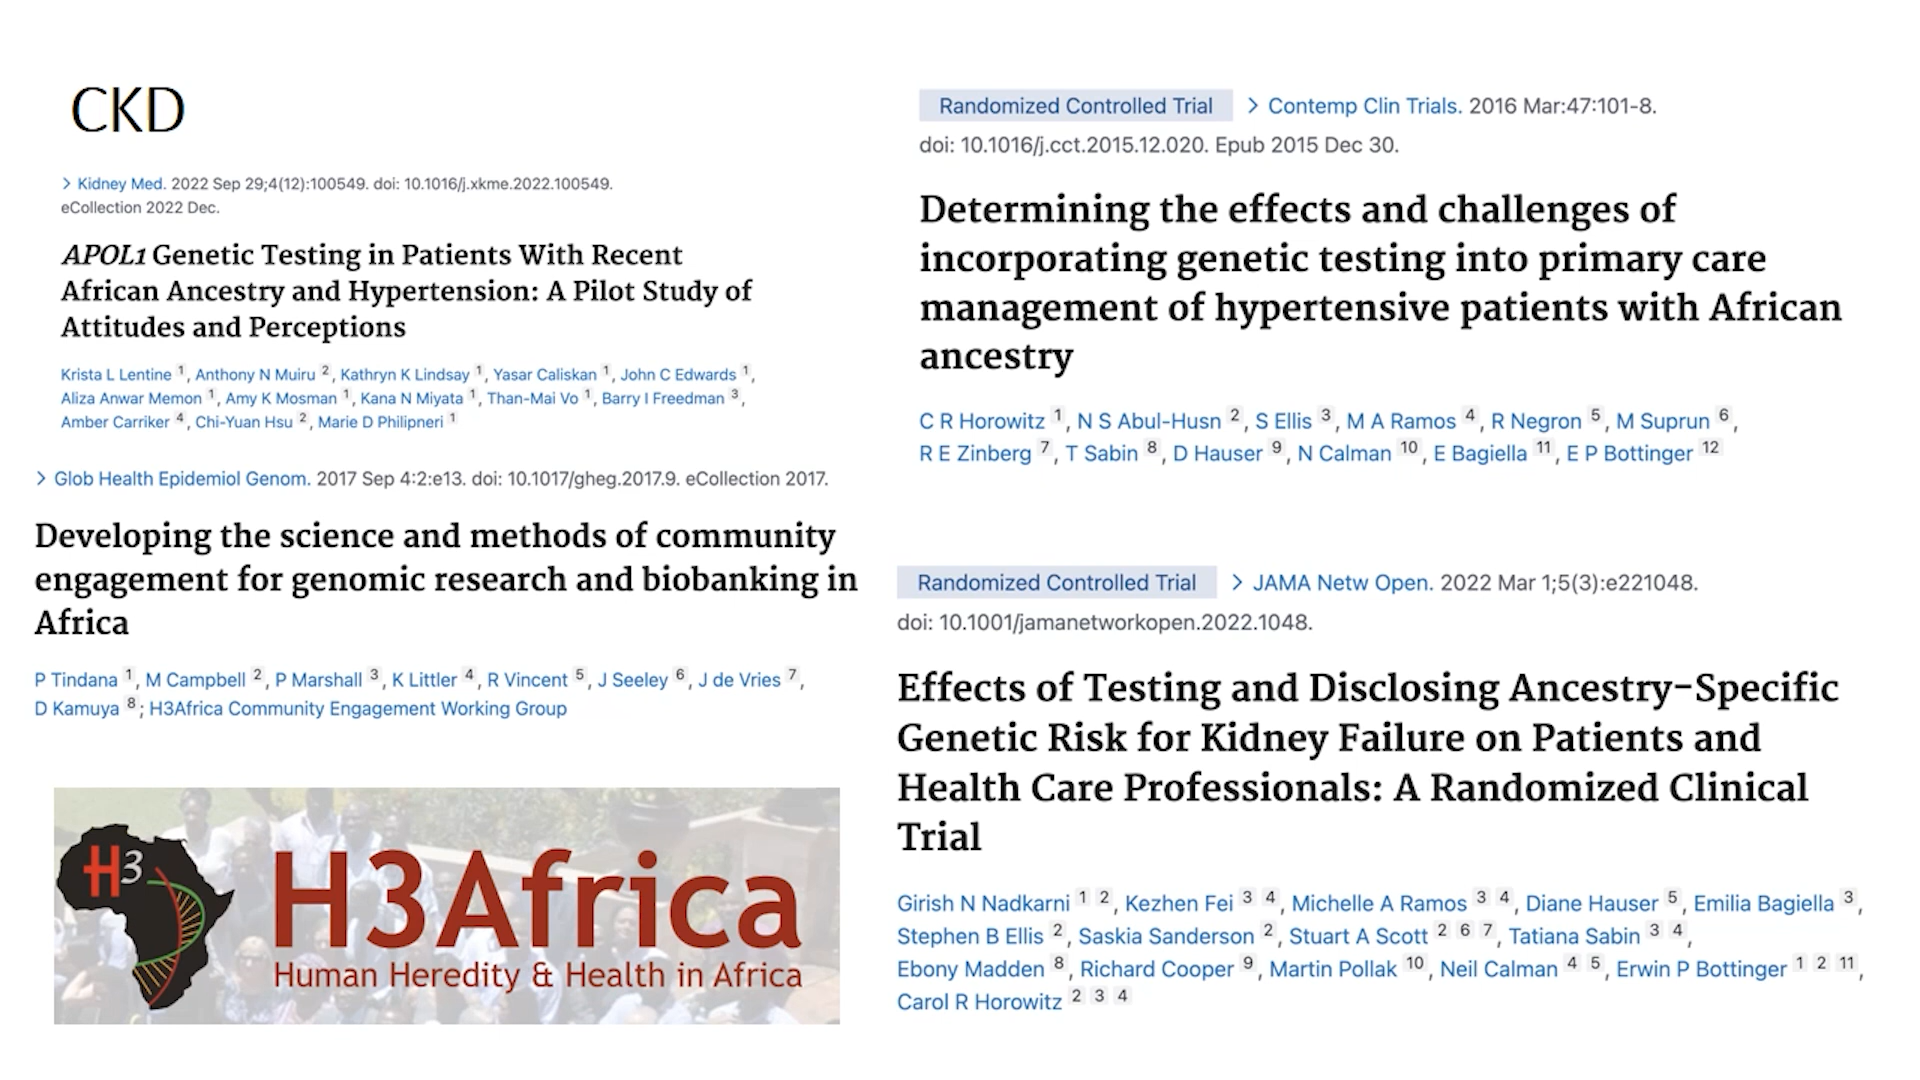 CKD
> Kidney Med. 2022 Sep 29;4(12):100549. doi: 10.1016/j.xkme.2022.100549.
eCollection 2022 Dec.
APOL1 Genetic Testing in Patients With Recent
African Ancestry and Hypertension: A Pilot Study of
Attitudes and Perceptions
Krista L Lentine 1, Anthony N Muiru 2, Kathryn K Lindsay 1, Yasar Caliskan 1, John C Edwards 1,
Aliza Anwar Memon 1, Amy K Mosman 1, Kana N Miyata 1, Than-Mai Vo 1, Barry I Freedman 3,
Amber Carriker 4, Chi-Yuan Hsu 2, Marie D Philipneri 1
> Glob Health Epidemiol Genom. 2017 Sep 4:2:e13. doi: 10.1017/gheg.2017.9. eCollection 2017.
Developing the science and methods of community
engagement for genomic research and biobanking in
Africa
P Tindana 1, M Campbell 2, P Marshall 3, K Littler 4, R Vincent 5, J Seeley 6, J de Vries 7,
D Kamuya 8; H3Africa Community Engagement Working Group
H3
H3Africa
Human Heredity & Health in Africa
Randomized Controlled Trial > Contemp Clin Trials. 2016 Mar:47:101-8.
doi: 10.1016/j.cct.2015.12.020. Epub 2015 Dec 30.
Determining the effects and challenges of
incorporating genetic testing into primary care
management of hypertensive patients with African
ancestry
C R Horowitz 1, N S Abul-Husn 2, S Ellis 3, M A Ramos 4, R Negron 5, M Suprun 6,
R E Zinberg 7, T Sabin 8, D Hauser 9, N Calman 10, E Bagiella 11, E P Bottinger 12
Randomized Controlled Trial > JAMA Netw Open. 2022 Mar 1;5(3):e221048.
doi: 10.1001/jamanetworkopen.2022.1048.
Effects of Testing and Disclosing Ancestry-Specific
Genetic Risk for Kidney Failure on Patients and
Health Care Professionals: A Randomized Clinical
Trial
Girish N Nadkarni 1 2, Kezhen Fei 3 4, Michelle A Ramos 3 4, Diane Hauser 5, Emilia Bagiella 3,
Stephen B Ellis 2, Saskia Sanderson 2, Stuart A Scott 2 6 7, Tatiana Sabin 3 4,
Ebony Madden 8, Richard Cooper 9, Martin Pollak 10, Neil Calman 4 5, Erwin P Bottinger 1 2 11,
Carol R Horowitz 2 3 4